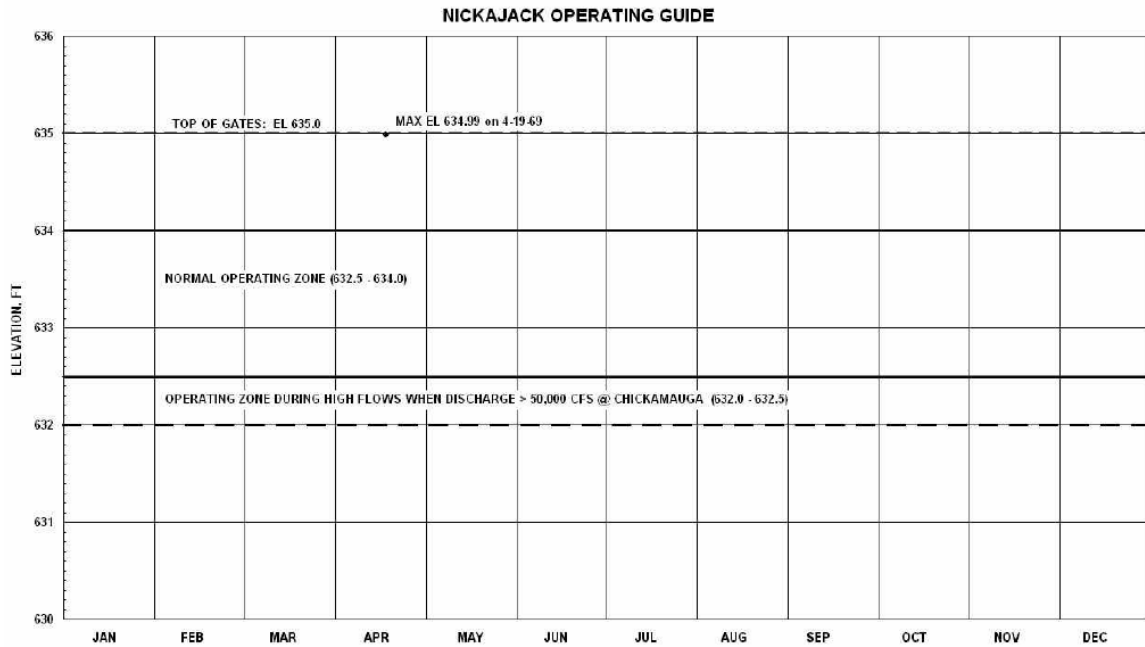 NICKAJACK OPERATING GUIDE
636
TOP OF GATES: EL 635.0
MAX EL 634.99 on 4-19-69
635
634
NORMAL OPERATING ZONE (632.5 - 634.0)
ELEVATION, FT
633
OPERATING ZONE DURING HIGH FLOWS WHEN DISCHARGE > 50,000 CFS @ CHICKAMAUGA (632.0 - 632.5)
632
631
630
JAN FEB MAR APR MAY JUN JUL AUG SEP OCT NOV DEC